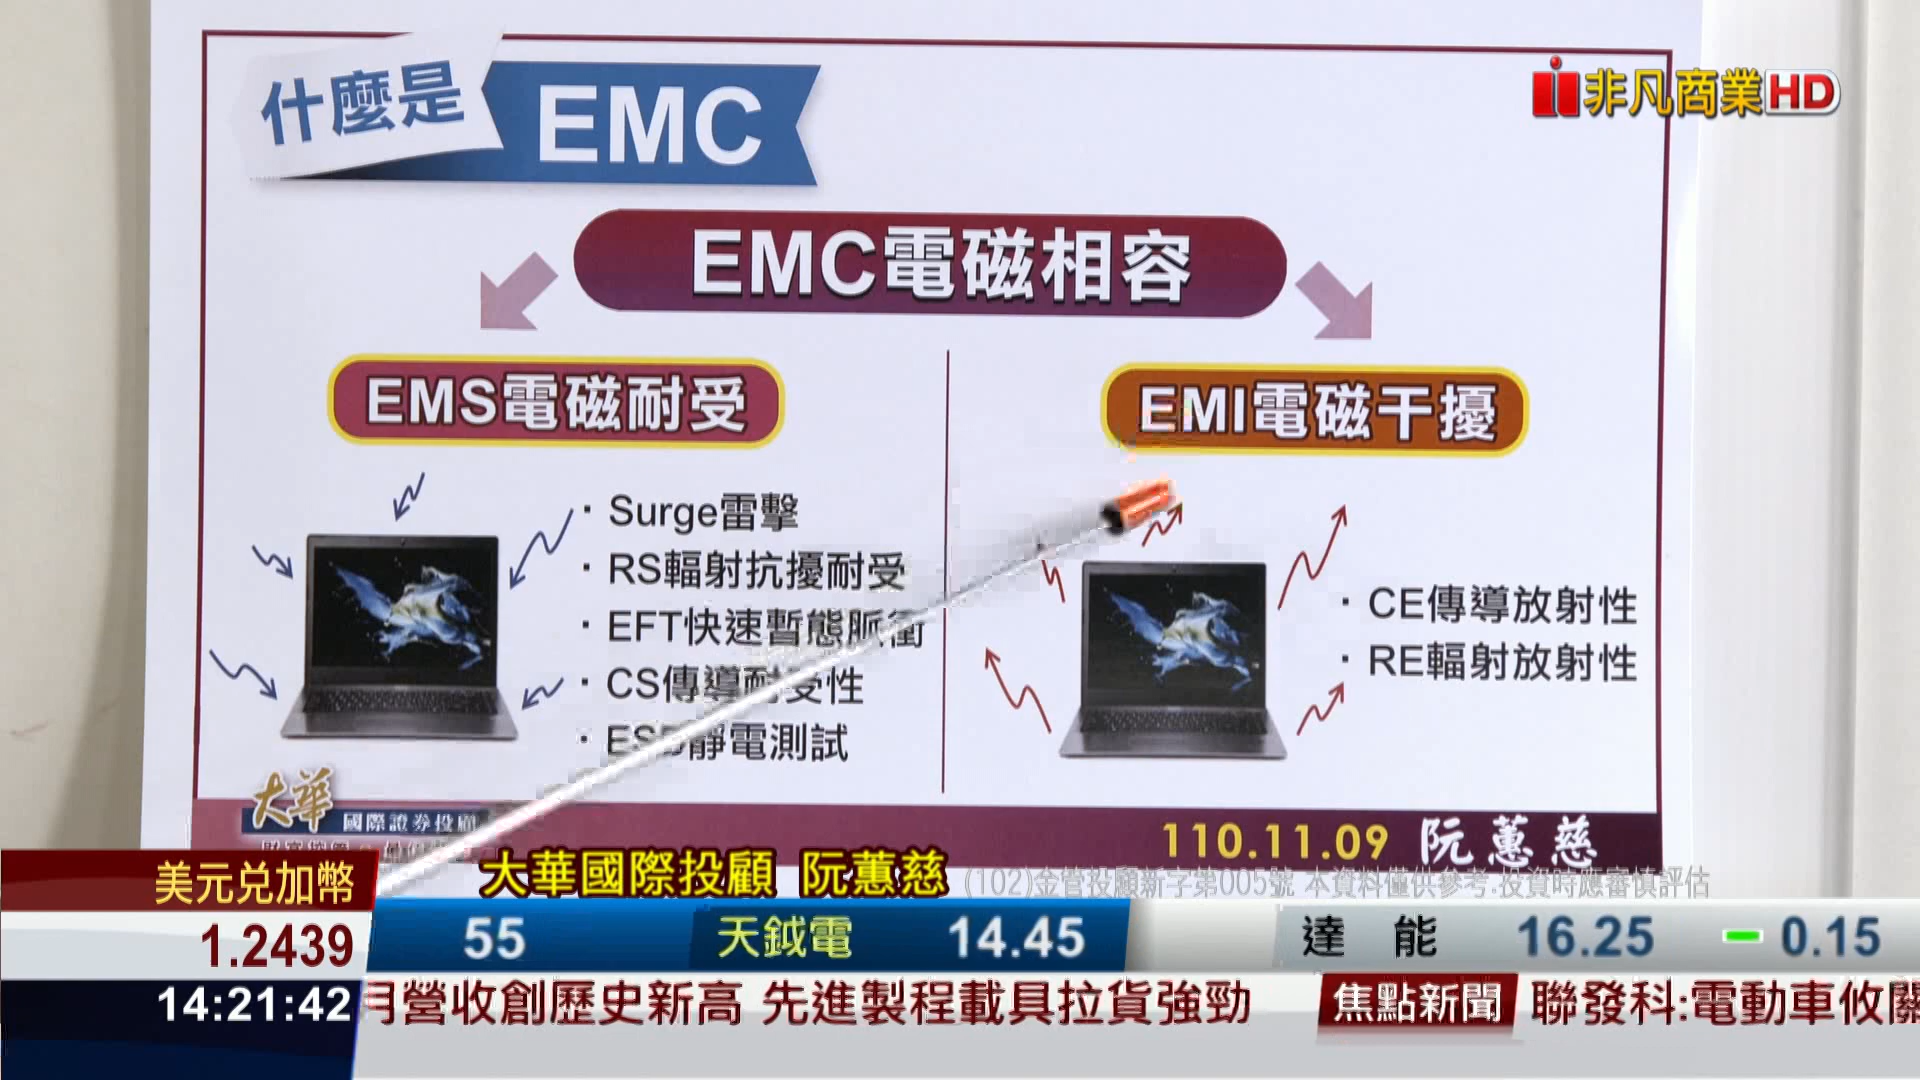 什麼是 EMC
非凡商業HD
EMC電磁相容
EMS電磁耐受
EMI電磁干擾
·Surge雷擊
·RS輻射抗擾耐受
·EFT快速暫態脈衝
·CS傳導耐受性
·ESD靜電測試
·CE傳導放射性
·RE輻射放射性
大華
國際證券投顧
110.11.09 阮蕙慈
美元兌加幣
大華國際投顧 阮蕙慈
(102)金管投顧新字第005號 本資料僅供參考.投資時應審慎評估
1.2439
55 天鉞電 14.45 達 能 16.25 0.15
14:21:42
月營收創歷史新高 先進製程載具拉貨強勁 焦點新聞 聯發科:電動車攸關